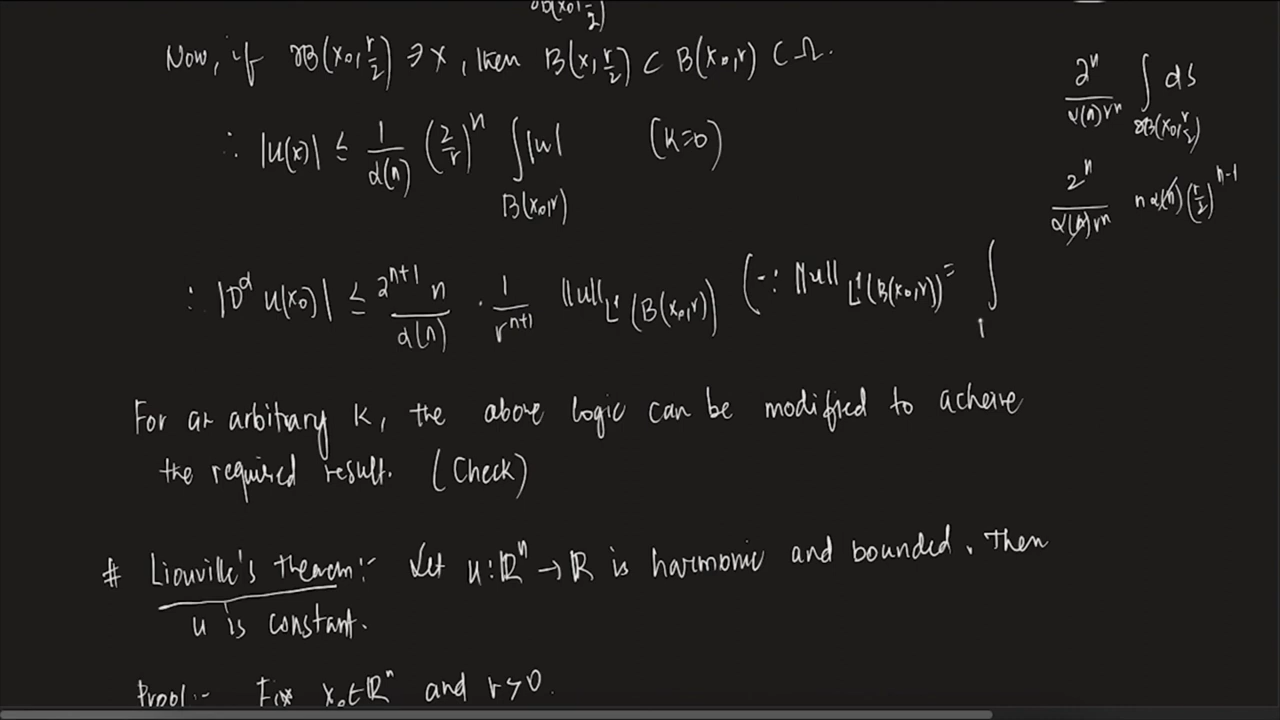 ∂B(x₀, r/2)
Now, if ∂B(x₀, r/2) ∋ x, then B(x, r/2) ⊂ B(x₀, r) ⊂ Ω.
2ⁿ/(α(n) rⁿ) ∫_{∂B(x₀, r/2)} ds
∴ |u(x)| ≤ 1/α(n) (2/r)ⁿ ∫_{B(x₀, r)} |u| (k=0)
2ⁿ/(α(n) rⁿ) n α(n) (r/2)ⁿ⁻¹
∴ |D^α u(x₀)| ≤ 2ⁿ⁺¹ n/α(n) · 1/rⁿ⁺¹ ||u||_{L¹(B(x₀, r))} (∵ ||u||_{L¹(B(x₀, r))} = ∫
For an arbitrary k, the above logic can be modified to acheive
the required result. (Check)
# Liouville's theorem:- Let u: ℝⁿ → ℝ is harmonic and bounded. Then
u is constant.
Proof:- Fix x₀ ∈ ℝⁿ and r > 0.